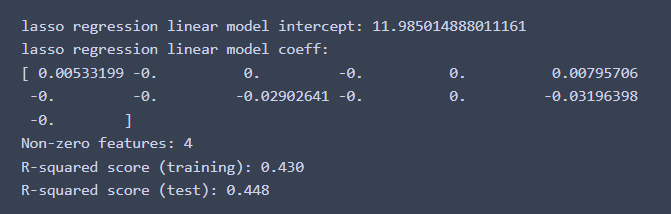 lasso regression linear model intercept: 11.985014888011161
lasso regression linear model coeff:
[ 0.00533199 -0. 0. -0. 0. 0.00795706
-0. -0. -0.02902641 -0. 0. -0.03196398
-0. ]
Non-zero features: 4
R-squared score (training): 0.430
R-squared score (test): 0.448